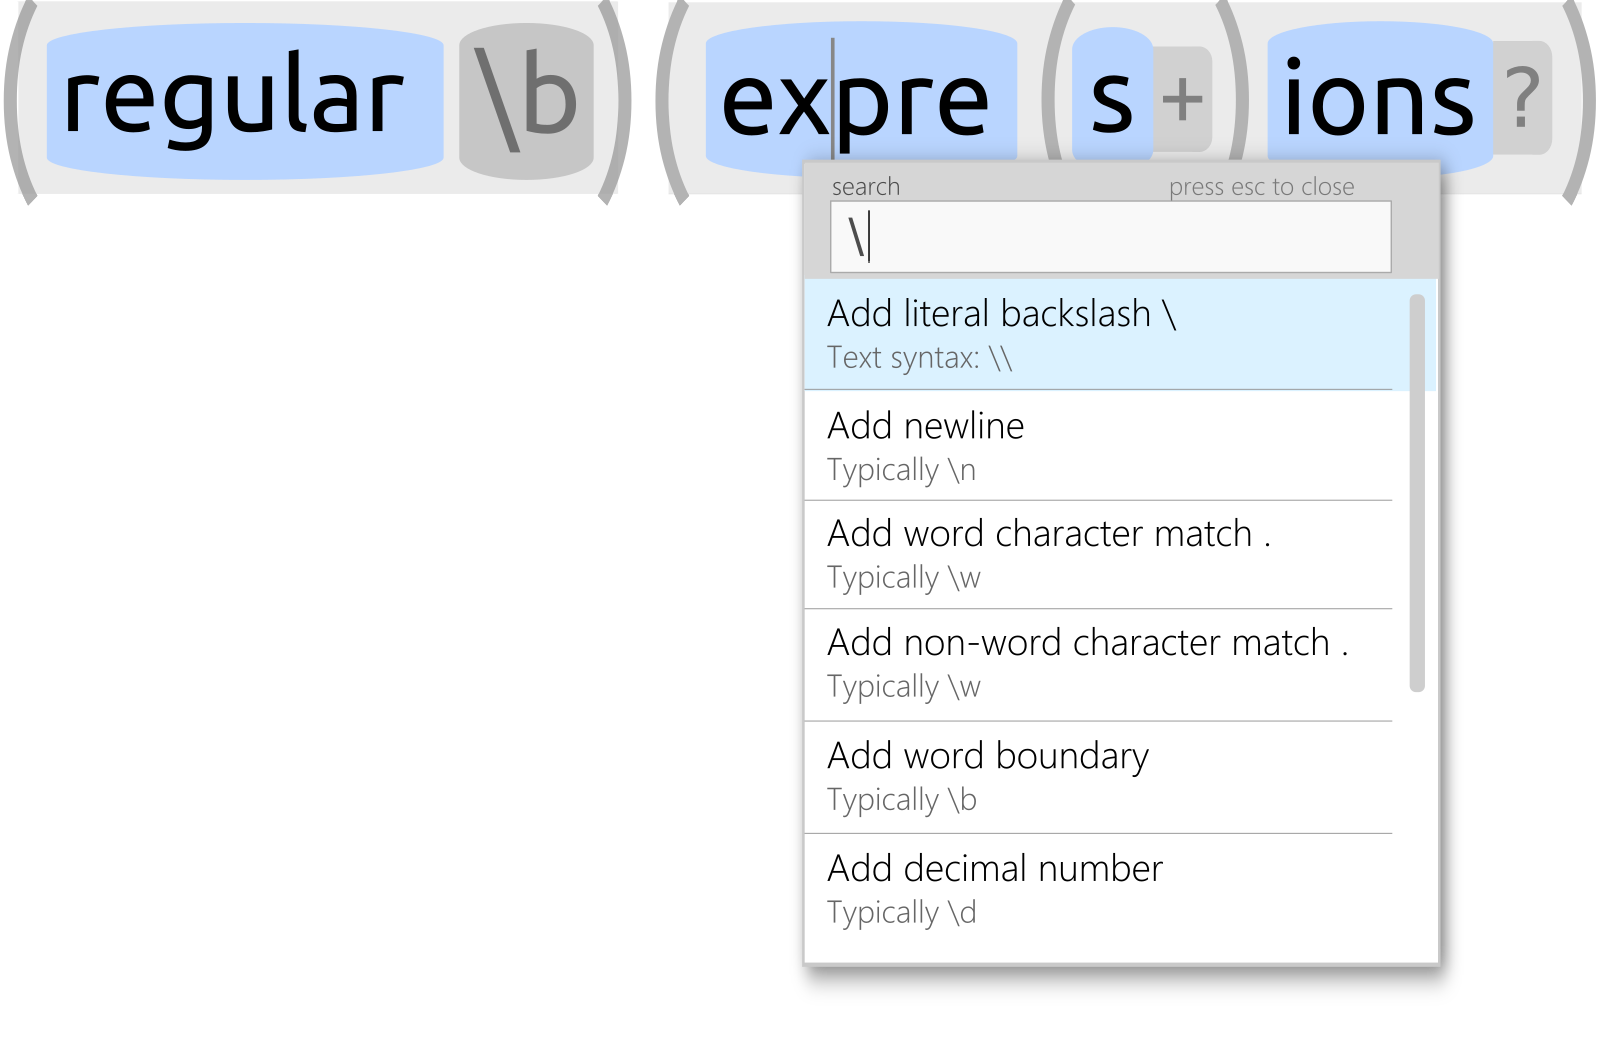 (regular \b) (expre(s+)ions?)
search press esc to close
\
Add literal backslash \
Text syntax: \\
Add newline
Typically \n
Add word character match .
Typically \w
Add non-word character match .
Typically \w
Add word boundary
Typically \b
Add decimal number
Typically \d